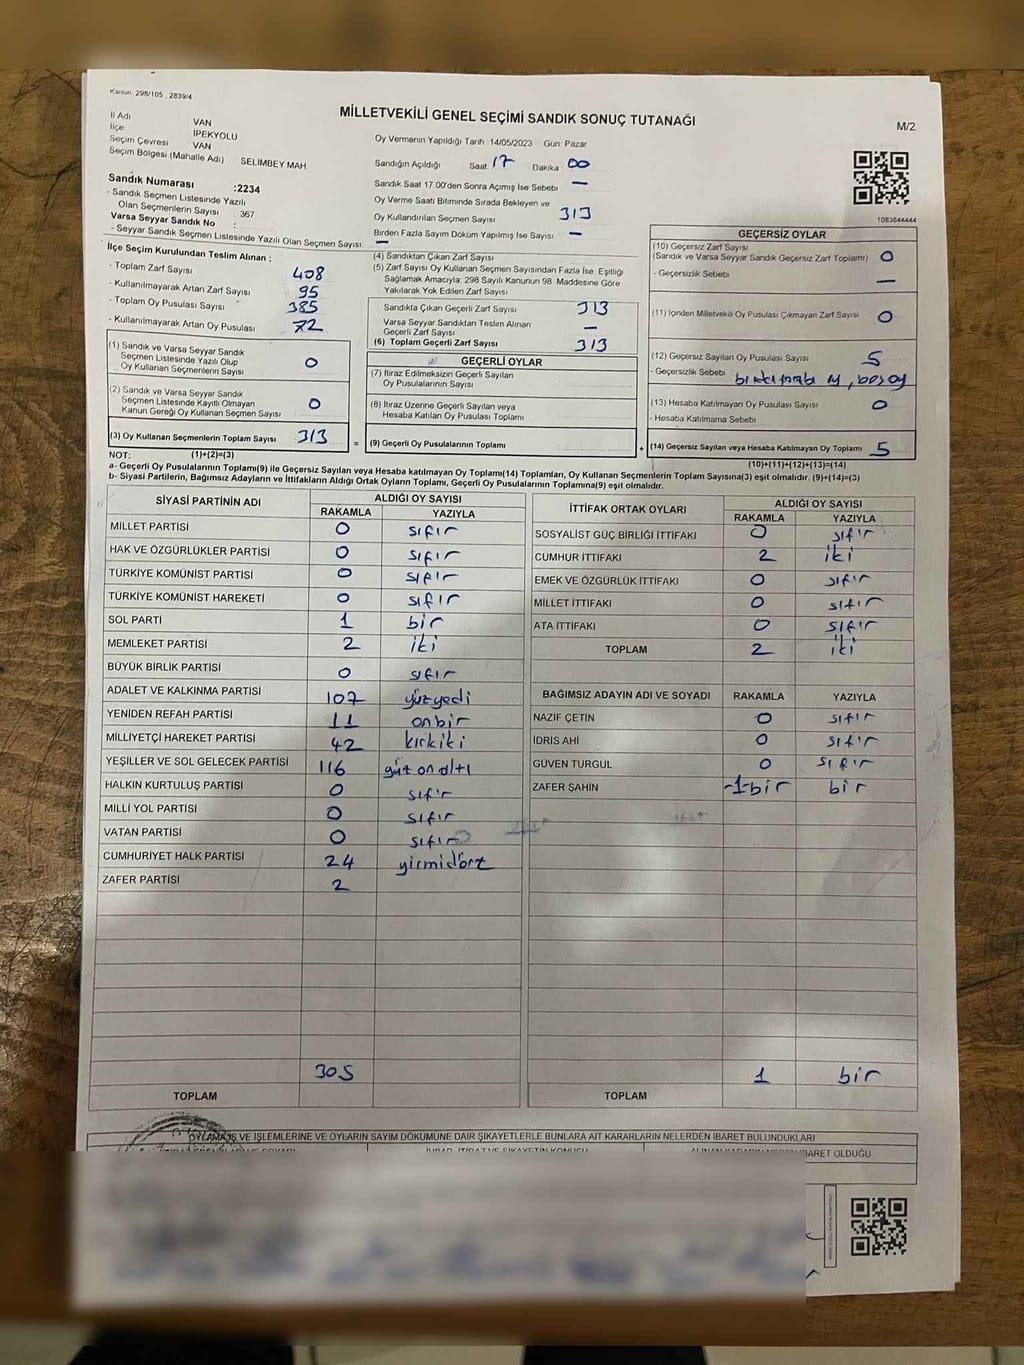 Kanun: 298/105 , 2839/4
MİLLETVEKİLİ GENEL SEÇİMİ SANDIK SONUÇ TUTANAĞI
M/2
İl Adı VAN
İlçe İPEKYOLU
Seçim Çevresi VAN
Seçim Bölgesi (Mahalle Adı) SELİMBEY MAH
Sandık Numarası :2234
- Sandık Seçmen Listesinde Yazılı
Olan Seçmenlerin Sayısı : 367
Varsa Seyyar Sandık No :
- Seyyar Sandık Seçmen Listesinde Yazılı Olan Seçmen Sayısı: —
Oy Vermenin Yapıldığı Tarih :14/05/2023 Gün: Pazar
Sandığın Açıldığı Saat 17 Dakika 00
Sandık Saat 17.00'den Sonra Açımış İse Sebebi —
Oy Verme Saati Bitiminde Sırada Bekleyen ve
Oy Kullandırılan Seçmen Sayısı 313
Birden Fazla Sayım Döküm Yapılmış İse Sayısı —
1083644444
İlçe Seçim Kurulundan Teslim Alınan ;
- Toplam Zarf Sayısı 408
- Kullanılmayarak Artan Zarf Sayısı 95
- Toplam Oy Pusulası Sayısı 385
- Kullanılmayarak Artan Oy Pusulası 72
(4) Sandıktan Çıkan Zarf Sayısı
(5) Zarf Sayısı Oy Kullanan Seçmen Sayısından Fazla İse, Eşitliği
Sağlamak Amacıyla; 298 Sayılı Kanunun 98. Maddesine Göre
Yakılarak Yok Edilen Zarf Sayısı
Sandıkta Çıkan Geçerli Zarf Sayısı 313
Varsa Seyyar Sandıktan Teslim Alınan
Geçerli Zarf Sayısı —
(6) Toplam Geçerli Zarf Sayısı 313
GEÇERSİZ OYLAR
(10) Geçersiz Zarf Sayısı
(Sandık ve Varsa Seyyar Sandık Geçersiz Zarf Toplamı) 0
- Geçersizlik Sebebi —
(11) İçinden Milletvekili Oy Pusulası Çıkmayan Zarf Sayısı 0
(12) Geçersiz Sayılan Oy Pusulası Sayısı 5
- Geçersizlik Sebebi oy, boş oy
(13) Hesaba Katılmayan Oy Pusulası Sayısı 0
- Hesaba Katılmama Sebebi
(14) Geçersiz Sayılan veya Hesaba Katılmayan Oy Toplamı 5
(10)+(11)+(12)+(13)=(14)
(1) Sandık ve Varsa Seyyar Sandık
Seçmen Listesinde Yazılı Olup
Oy Kullanan Seçmenlerin Sayısı 0
(2) Sandık ve Varsa Seyyar Sandık
Seçmen Listesinde Kayıtlı Olmayan
Kanun Gereği Oy Kullanan Seçmen Sayısı 0
(3) Oy Kullanan Seçmenlerin Toplam Sayısı 313 =
GEÇERLİ OYLAR
(7) İtiraz Edilmeksizin Geçerli Sayılan
Oy Pusulalarının Sayısı
(8) İtiraz Üzerine Geçerli Sayılan veya
Hesaba Katılan Oy Pusulası Toplamı
(9) Geçerli Oy Pusulalarının Toplamı +
NOT: (1)+(2)=(3)
a- Geçerli Oy Pusulalarının Toplamı(9) ile Geçersiz Sayılan veya Hesaba katılmayan Oy Toplamı(14) Toplamları, Oy Kullanan Seçmenlerin Toplam Sayısına(3) eşit olmalıdır. (9)+(14)=(3)
b- Siyasi Partilerin, Bağımsız Adayların ve İttifakların Aldığı Ortak Oyların Toplamı, Geçerli Oy Pusulalarının Toplamına(9) eşit olmalıdır.
SİYASİ PARTİNİN ADI ALDIĞI OY SAYISI
RAKAMLA YAZIYLA
MİLLET PARTİSİ 0 sıfır
HAK VE ÖZGÜRLÜKLER PARTİSİ 0 sıfır
TÜRKİYE KOMÜNİST PARTİSİ 0 sıfır
TÜRKİYE KOMÜNİST HAREKETİ 0 sıfır
SOL PARTİ 1 bir
MEMLEKET PARTİSİ 2 iki
BÜYÜK BİRLİK PARTİSİ 0 sıfır
ADALET VE KALKINMA PARTİSİ 107 yüzyedi
YENİDEN REFAH PARTİSİ 11 onbir
MİLLİYETÇİ HAREKET PARTİSİ 42 kırkiki
YEŞİLLER VE SOL GELECEK PARTİSİ 116 yüz on altı
HALKIN KURTULUŞ PARTİSİ 0 sıfır
MİLLİ YOL PARTİSİ 0 sıfır
VATAN PARTİSİ 0 sıfır
CUMHURİYET HALK PARTİSİ 24 yirmidört
ZAFER PARTİSİ 2
305
TOPLAM
İTTİFAK ORTAK OYLARI ALDIĞI OY SAYISI
RAKAMLA YAZIYLA
SOSYALİST GÜÇ BİRLİĞİ İTTİFAKI 0 sıfır
CUMHUR İTTİFAKI 2 iki
EMEK VE ÖZGÜRLÜK İTTİFAKI 0 sıfır
MİLLET İTTİFAKI 0 sıfır
ATA İTTİFAKI 0 sıfır
TOPLAM 2 iki
BAĞIMSIZ ADAYIN ADI VE SOYADI RAKAMLA YAZIYLA
NAZİF ÇETİN 0 sıfır
İDRİS AHİ 0 sıfır
GÜVEN TURGUL 0 sıfır
ZAFER ŞAHİN -1-bir bir
1 bir
TOPLAM
OYLAMA İŞ VE İŞLEMLERİNE VE OYLARIN SAYIM DÖKÜMÜNE DAİR ŞİKAYETLERLE BUNLARA AİT KARARLARIN NELERDEN İBARET BULUNDUKLARI
İBARET OLDUĞU